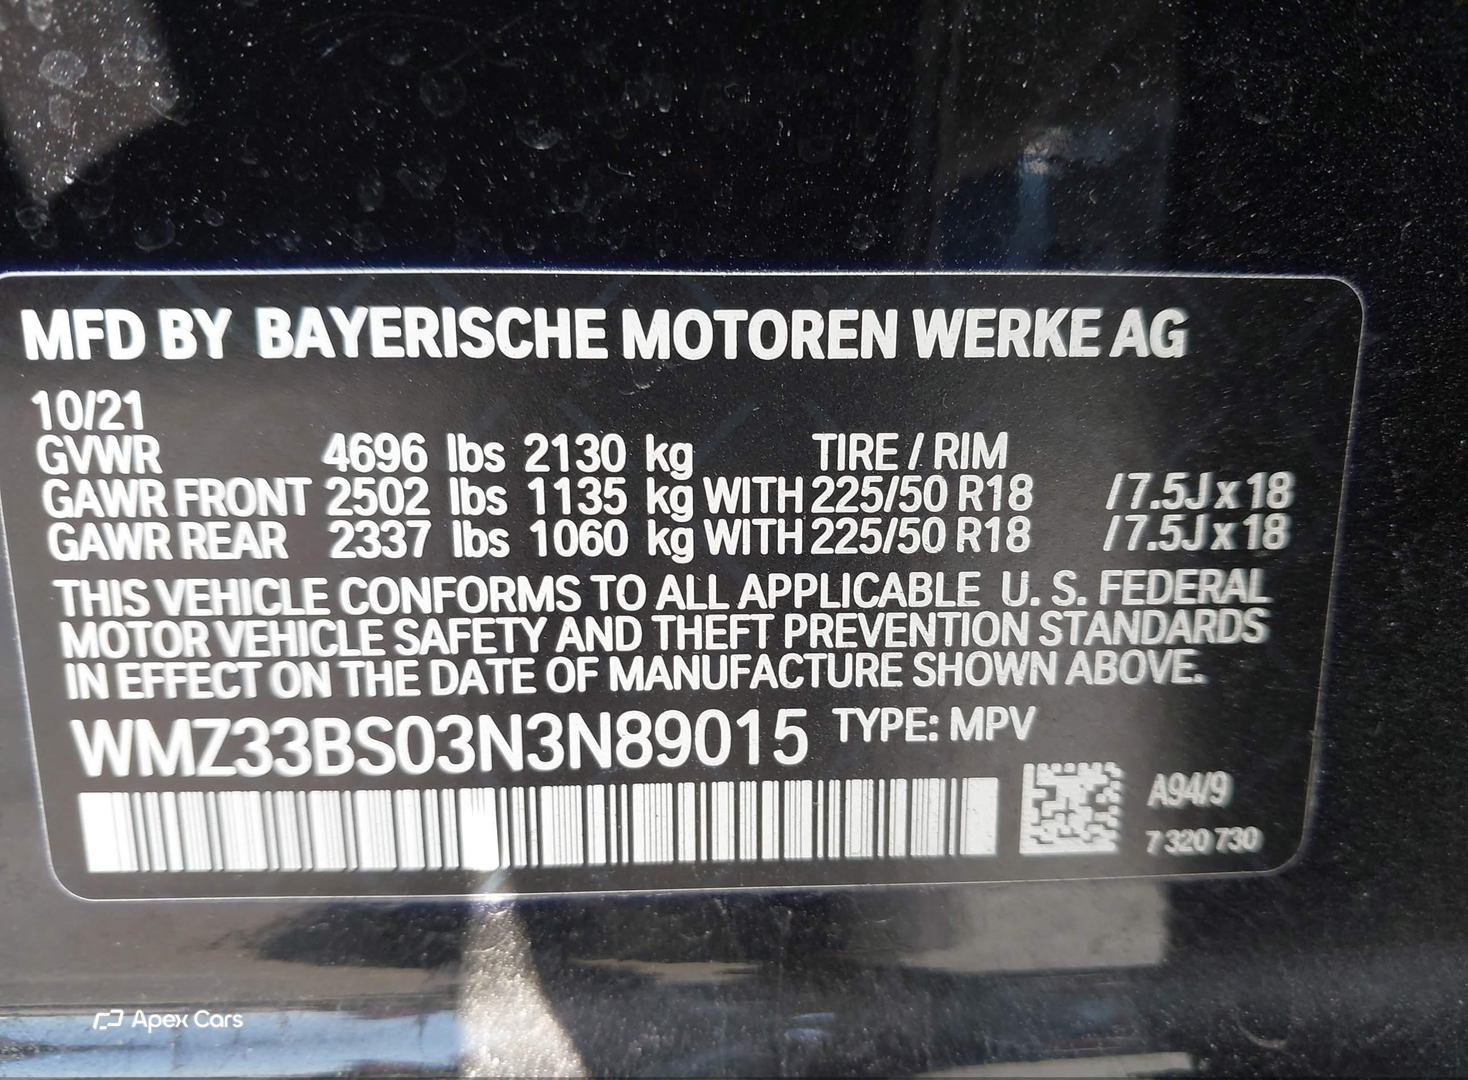 MFD BY BAYERISCHE MOTOREN WERKE AG
10/21
GVWR 4696 lbs 2130 kg TIRE / RIM
GAWR FRONT 2502 lbs 1135 kg WITH 225/50 R18 /7.5J x 18
GAWR REAR 2337 lbs 1060 kg WITH 225/50 R18 /7.5J x 18
THIS VEHICLE CONFORMS TO ALL APPLICABLE U. S. FEDERAL
MOTOR VEHICLE SAFETY AND THEFT PREVENTION STANDARDS
IN EFFECT ON THE DATE OF MANUFACTURE SHOWN ABOVE.
WMZ33BS03N3N89015 TYPE: MPV
A94/9
7 320 730
Apex Cars